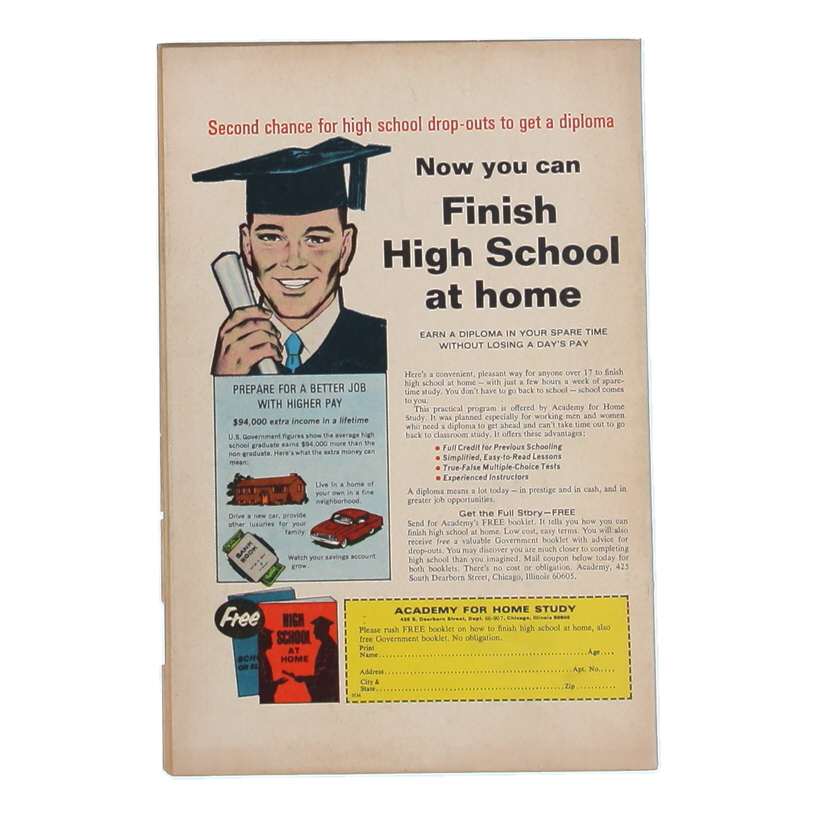 Second chance for high school drop-outs to get a diploma
Now you can
Finish
High School
at home
EARN A DIPLOMA IN YOUR SPARE TIME
WITHOUT LOSING A DAY'S PAY
PREPARE FOR A BETTER JOB
WITH HIGHER PAY
$94,000 extra income in a lifetime
U.S. Government figures show the average high
school graduate earns $94,000 more than the
non-graduate. Here's what the extra money can
mean:
Live in a home of
your own in a fine
neighborhood.
Drive a new car, provide
other luxuries for your
family.
BANK
BOOK
Watch your savings account
grow.
Here's a convenient, pleasant way for anyone over 17 to finish
high school at home — with just a few hours a week of spare-
time study. You don't have to go back to school — school comes
to you.
This practical program is offered by Academy for Home
Study. It was planned especially for working men and women
who need a diploma to get ahead and can't take time out to go
back to classroom study. It offers these advantages:
• Full Credit for Previous Schooling
• Simplified, Easy-to-Read Lessons
• True-False Multiple-Choice Tests
• Experienced Instructors
A diploma means a lot today — in prestige and in cash, and in
greater job opportunities.
Get the Full Story—FREE
Send for Academy's FREE booklet. It tells you how you can
finish high school at home. Low cost, easy terms. You will also
receive free a valuable Government booklet with advice for
drop-outs. You may discover you are much closer to completing
high school than you imagined. Mail coupon below today for
both booklets. There's no cost or obligation. Academy, 425
South Dearborn Street, Chicago, Illinois 60605.
Free
HIGH
SCHOOL
AT
HOME
ACADEMY FOR HOME STUDY
425 S. Dearborn Street, Dept. 66-907, Chicago, Illinois 60605
Please rush FREE booklet on how to finish high school at home, also
free Government booklet. No obligation.
Print
Name..........Age....
Address..........Apt. No.....
City &
State..........Zip..........